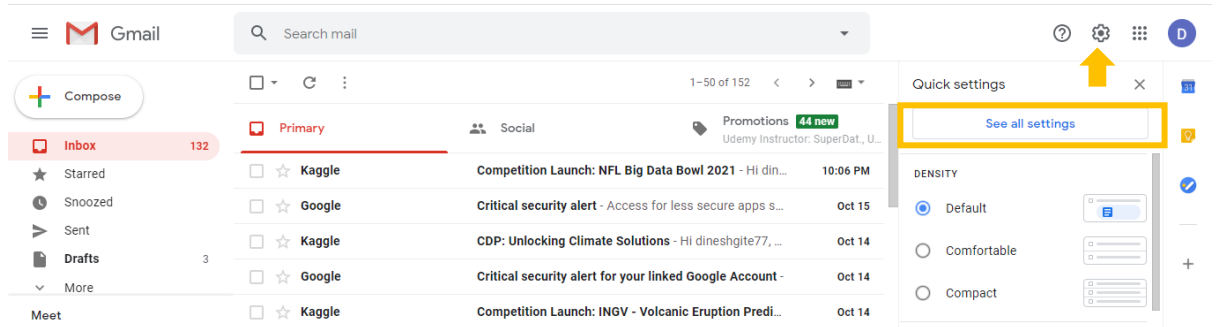 Gmail
Search mail
D
Compose
1–50 of 152
Quick settings
31
See all settings
Primary
Social
Promotions 44 new
Udemy Instructor: SuperDat., U...
Inbox 132
Starred
Snoozed
Sent
Drafts 3
More
Meet
Kaggle Competition Launch: NFL Big Data Bowl 2021 - Hi din... 10:06 PM
Google Critical security alert - Access for less secure apps s... Oct 15
Kaggle CDP: Unlocking Climate Solutions - Hi dineshgite77, ... Oct 14
Google Critical security alert for your linked Google Account - Oct 14
Kaggle Competition Launch: INGV - Volcanic Eruption Predi... Oct 14
DENSITY
Default
Comfortable
Compact